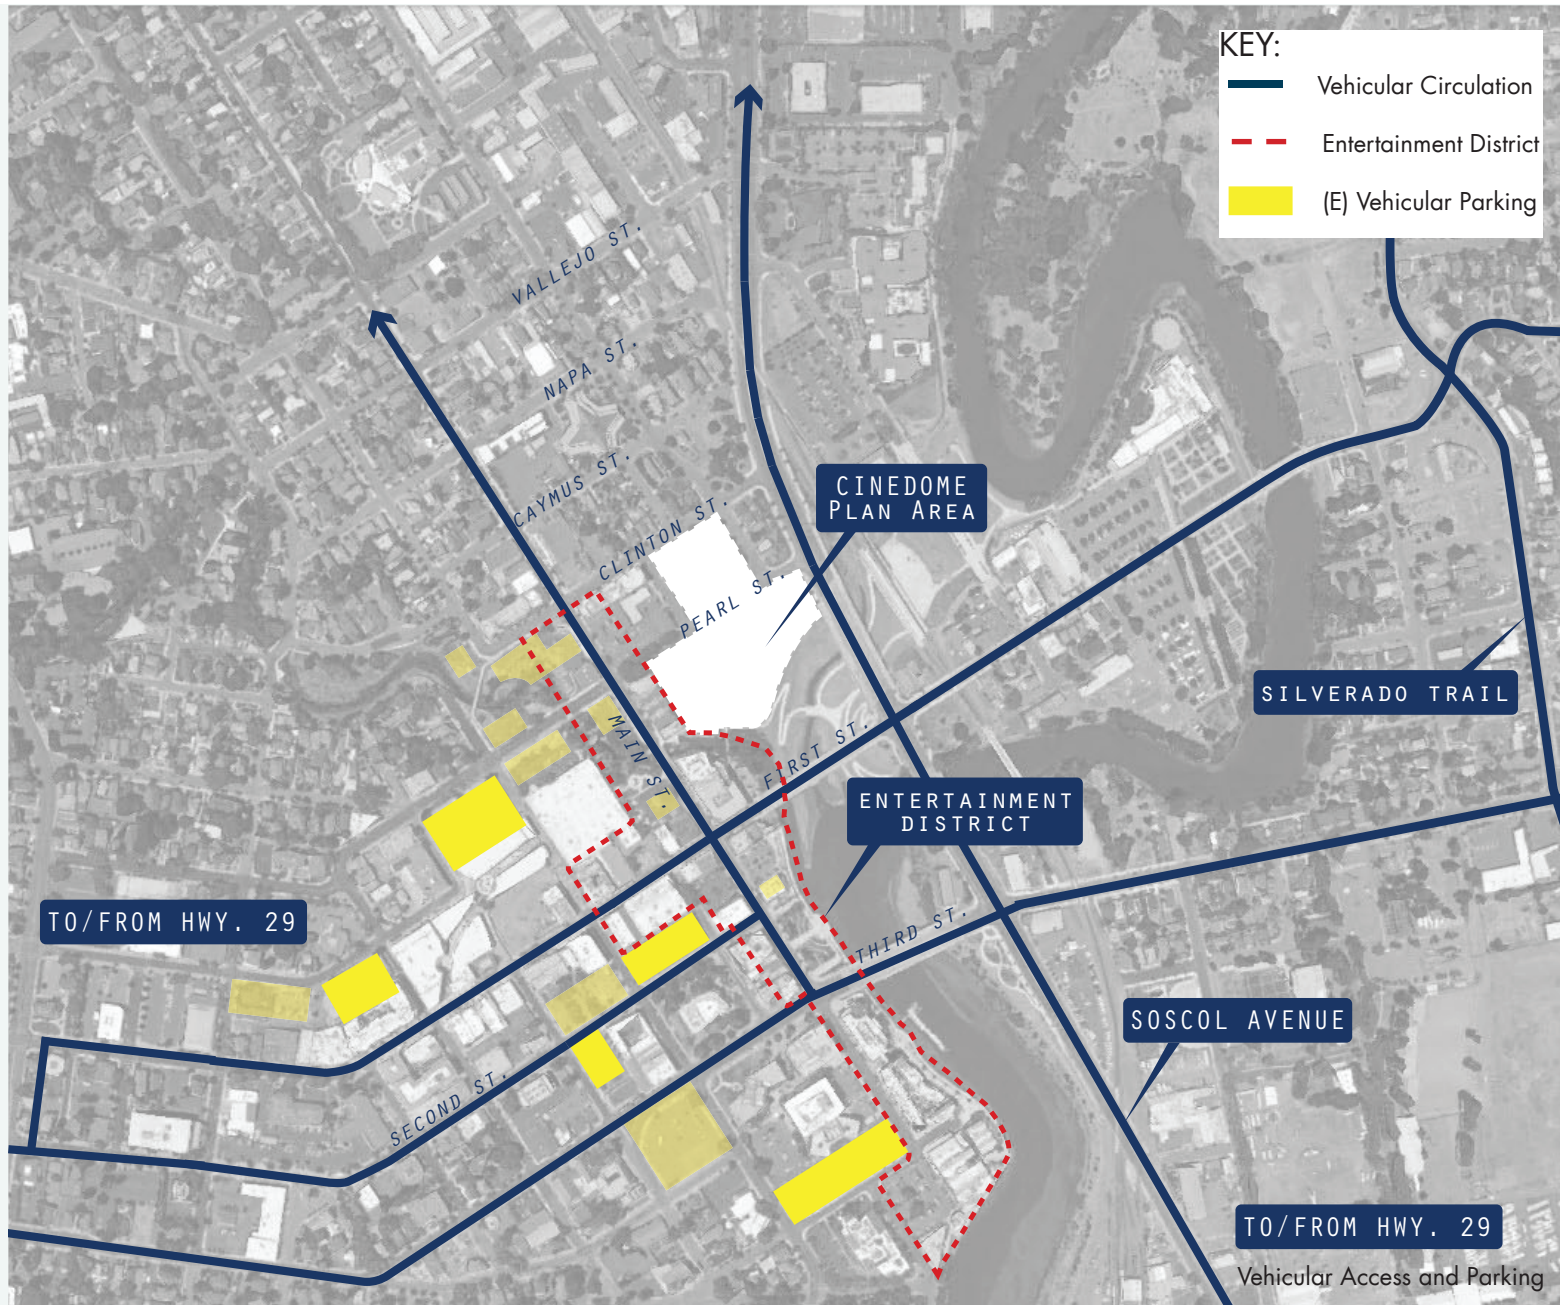 KEY:
Vehicular Circulation
Entertainment District
(E) Vehicular Parking
VALLEJO ST.
NAPA ST.
CAYMUS ST.
CLINTON ST.
CINEDOME
PLAN AREA
PEARL ST.
SILVERADO TRAIL
MAIN ST.
FIRST ST.
ENTERTAINMENT
DISTRICT
TO/FROM HWY. 29
THIRD ST.
SOSCOL AVENUE
SECOND ST.
TO/FROM HWY. 29
Vehicular Access and Parking